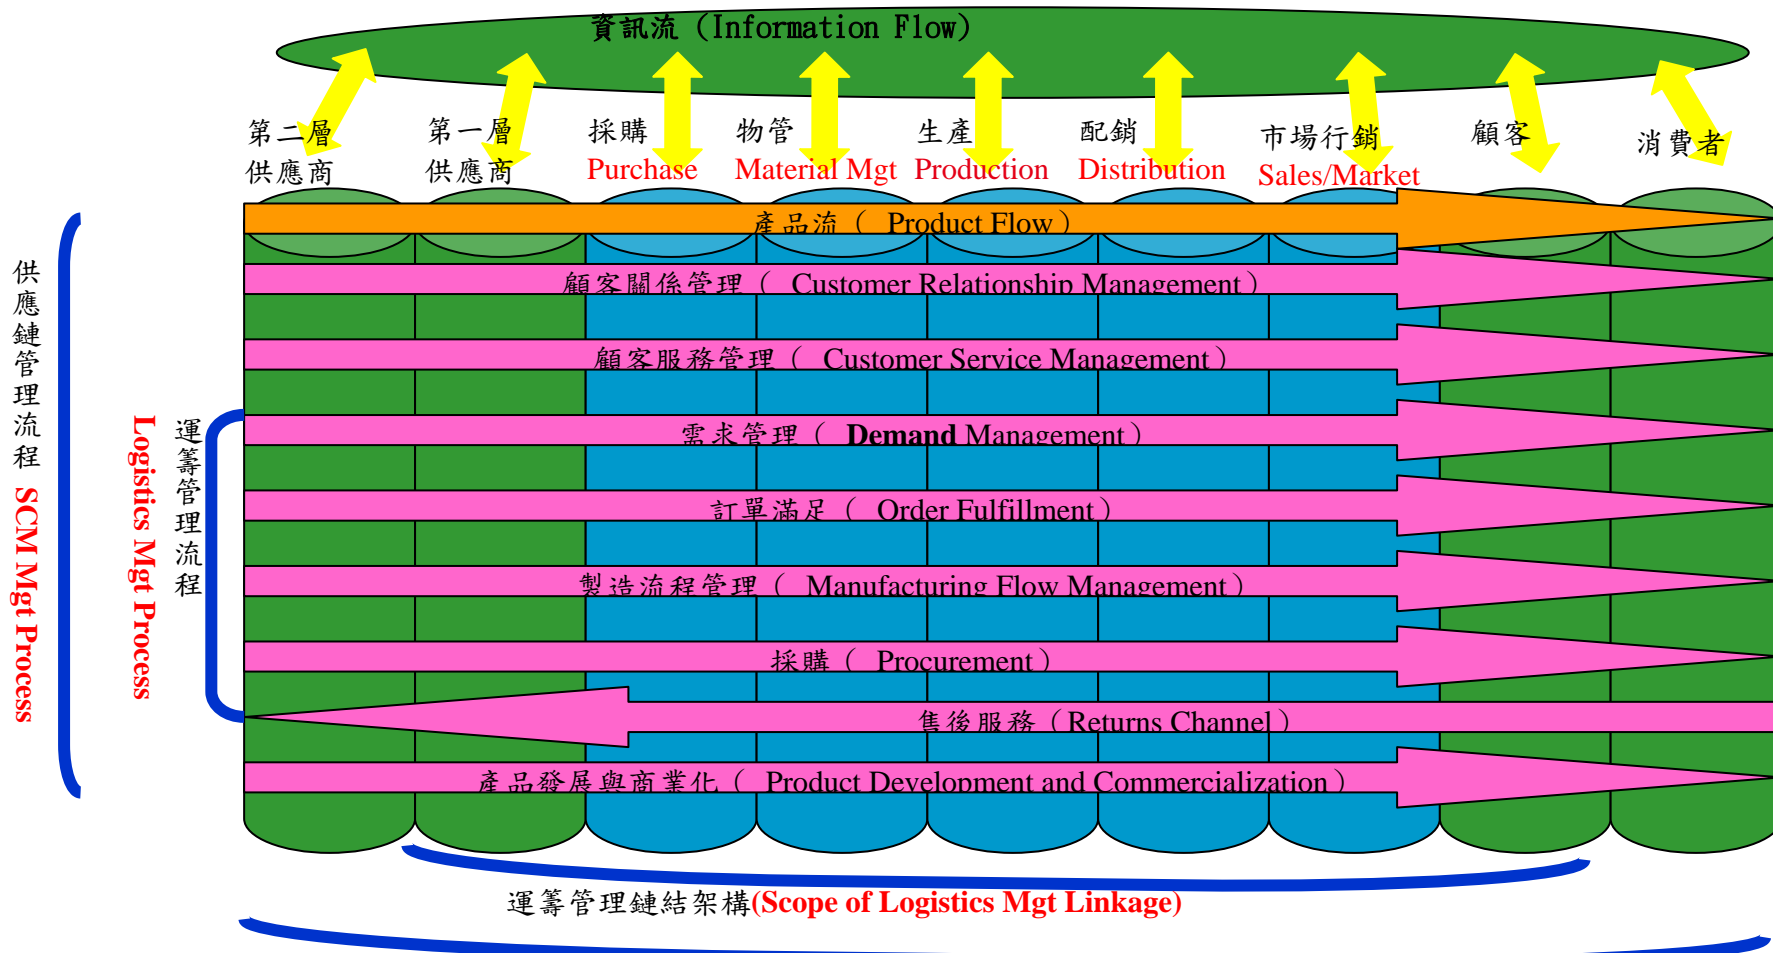 資訊流（Information Flow）
第二層
供應商
第一層
供應商
採購
Purchase
物管
Material Mgt
生產
Production
配銷
Distribution
市場行銷
Sales/Market
顧客
消費者
產品流（ Product Flow）
顧客關係管理（ Customer Relationship Management）
顧客服務管理（ Customer Service Management）
需求管理（ Demand Management）
訂單滿足（ Order Fulfillment）
製造流程管理（ Manufacturing Flow Management）
採購（ Procurement）
售後服務（Returns Channel）
產品發展與商業化（ Product Development and Commercialization）
供應鏈管理流程 SCM Mgt Process
運籌管理流程
Logistics Mgt Process
運籌管理鏈結架構(Scope of Logistics Mgt Linkage)